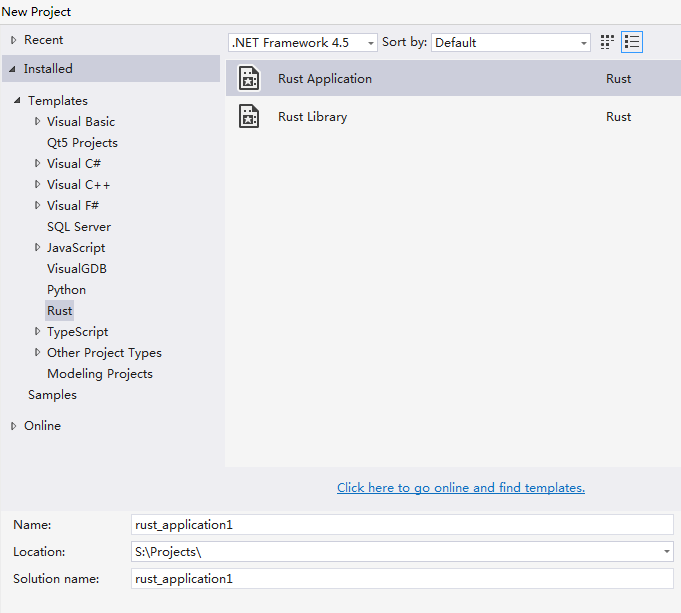 New Project
Recent
.NET Framework 4.5 Sort by: Default
Installed
Templates
Visual Basic
Qt5 Projects
Visual C#
Visual C++
Visual F#
SQL Server
JavaScript
VisualGDB
Python
Rust
TypeScript
Other Project Types
Modeling Projects
Samples
Online
Rust Application Rust
Rust Library Rust
Click here to go online and find templates.
Name: rust_application1
Location: S:\Projects\
Solution name: rust_application1